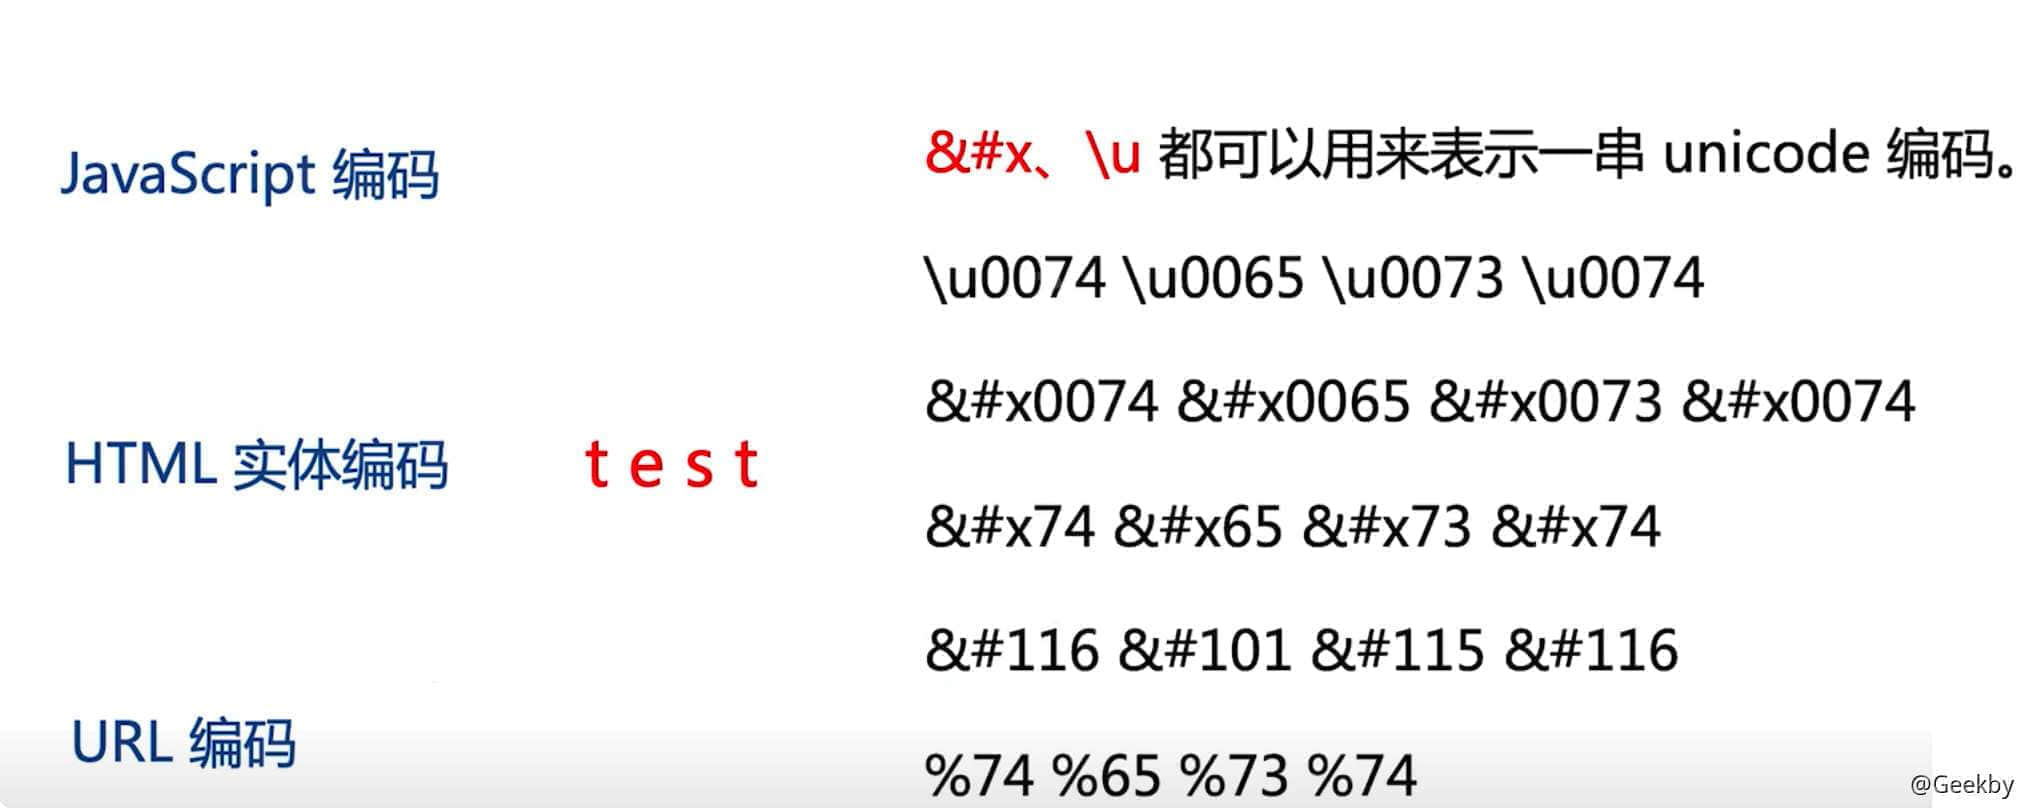 JavaScript 编码
&#x、\u 都可以用来表示一串 unicode 编码。
\u0074 \u0065 \u0073 \u0074
&#x0074 &#x0065 &#x0073 &#x0074
HTML 实体编码
t e s t
&#x74 &#x65 &#x73 &#x74
&#116 &#101 &#115 &#116
URL 编码
%74 %65 %73 %74
@Geekby